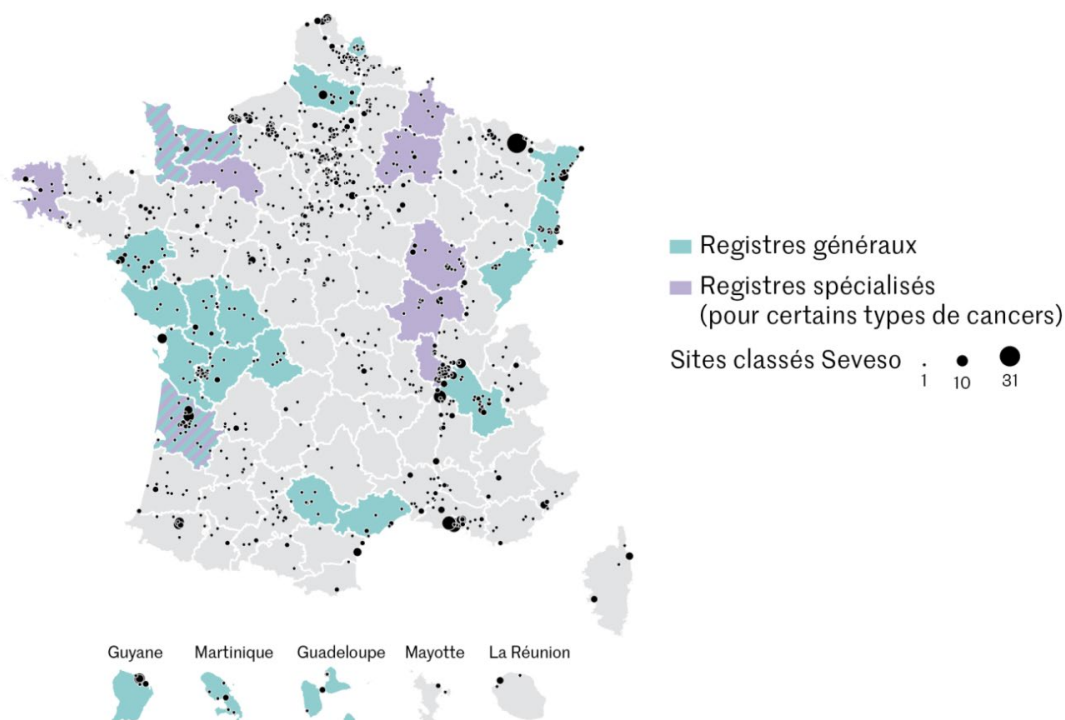 Registres généraux
Registres spécialisés
(pour certains types de cancers)
Sites classés Seveso
1 10 31
Guyane Martinique Guadeloupe Mayotte La Réunion